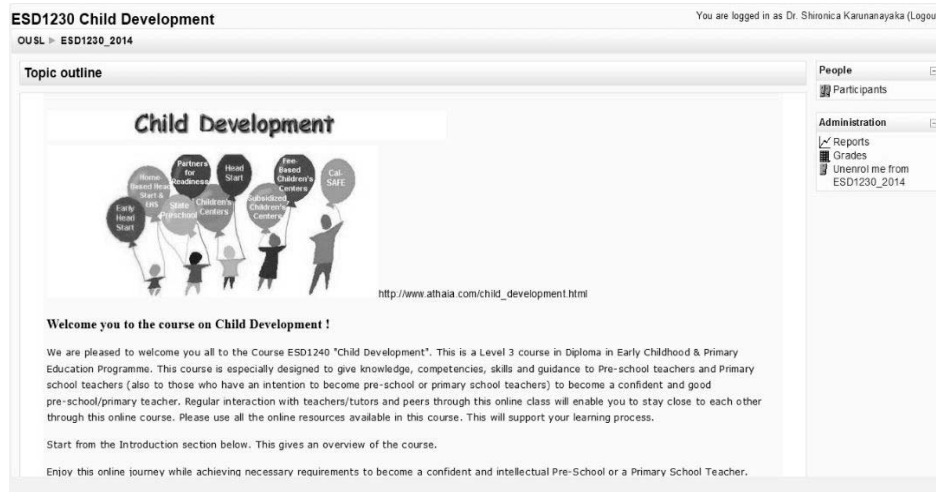 ESD1230 Child Development
You are logged in as Dr. Shironica Karunanayaka (Logou
OUSL ► ESD1230_2014
Topic outline
Child Development
Partners for Readiness
Head Start
Fee-Based Children's Centers
Cal-SAFE
Home-Based Head Start & EHS
State Preschool
Children's Centers
Subsidized Children's Centers
Early Head Start
http://www.athaia.com/child_development.html
Welcome you to the course on Child Development !
We are pleased to welcome you all to the Course ESD1240 "Child Development". This is a Level 3 course in Diploma in Early Childhood & Primary
Education Programme. This course is especially designed to give knowledge, competencies, skills and guidance to Pre-school teachers and Primary
school teachers (also to those who have an intention to become pre-school or primary school teachers) to become a confident and good
pre-school/primary teacher. Regular interaction with teachers/tutors and peers through this online class will enable you to stay close to each other
through this online course. Please use all the online resources available in this course. This will support your learning process.
Start from the Introduction section below. This gives an overview of the course.
Enjoy this online journey while achieving necessary requirements to become a confident and intellectual Pre-School or a Primary School Teacher.
People
Participants
Administration
Reports
Grades
Unenrol me from
ESD1230_2014